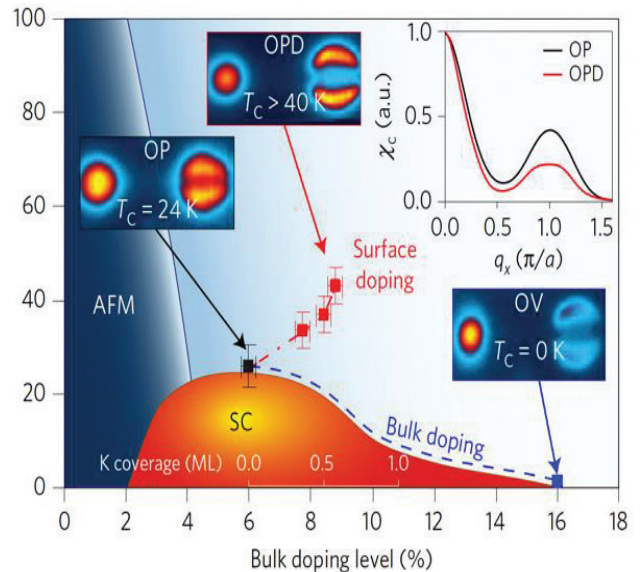 100
80
60
40
20
0
0
2
4
6
8
10
12
14
16
18
Bulk doping level (%)
AFM
OP
T_C = 24 K
OPD
T_C > 40 K
OV
T_C = 0 K
Surface
doping
Bulk doping
SC
K coverage (ML)
0.0
0.5
1.0
χ_c (a.u.)
1.0
0.5
0.0
0.0
0.5
1.0
1.5
q_x (π/a)
OP
OPD